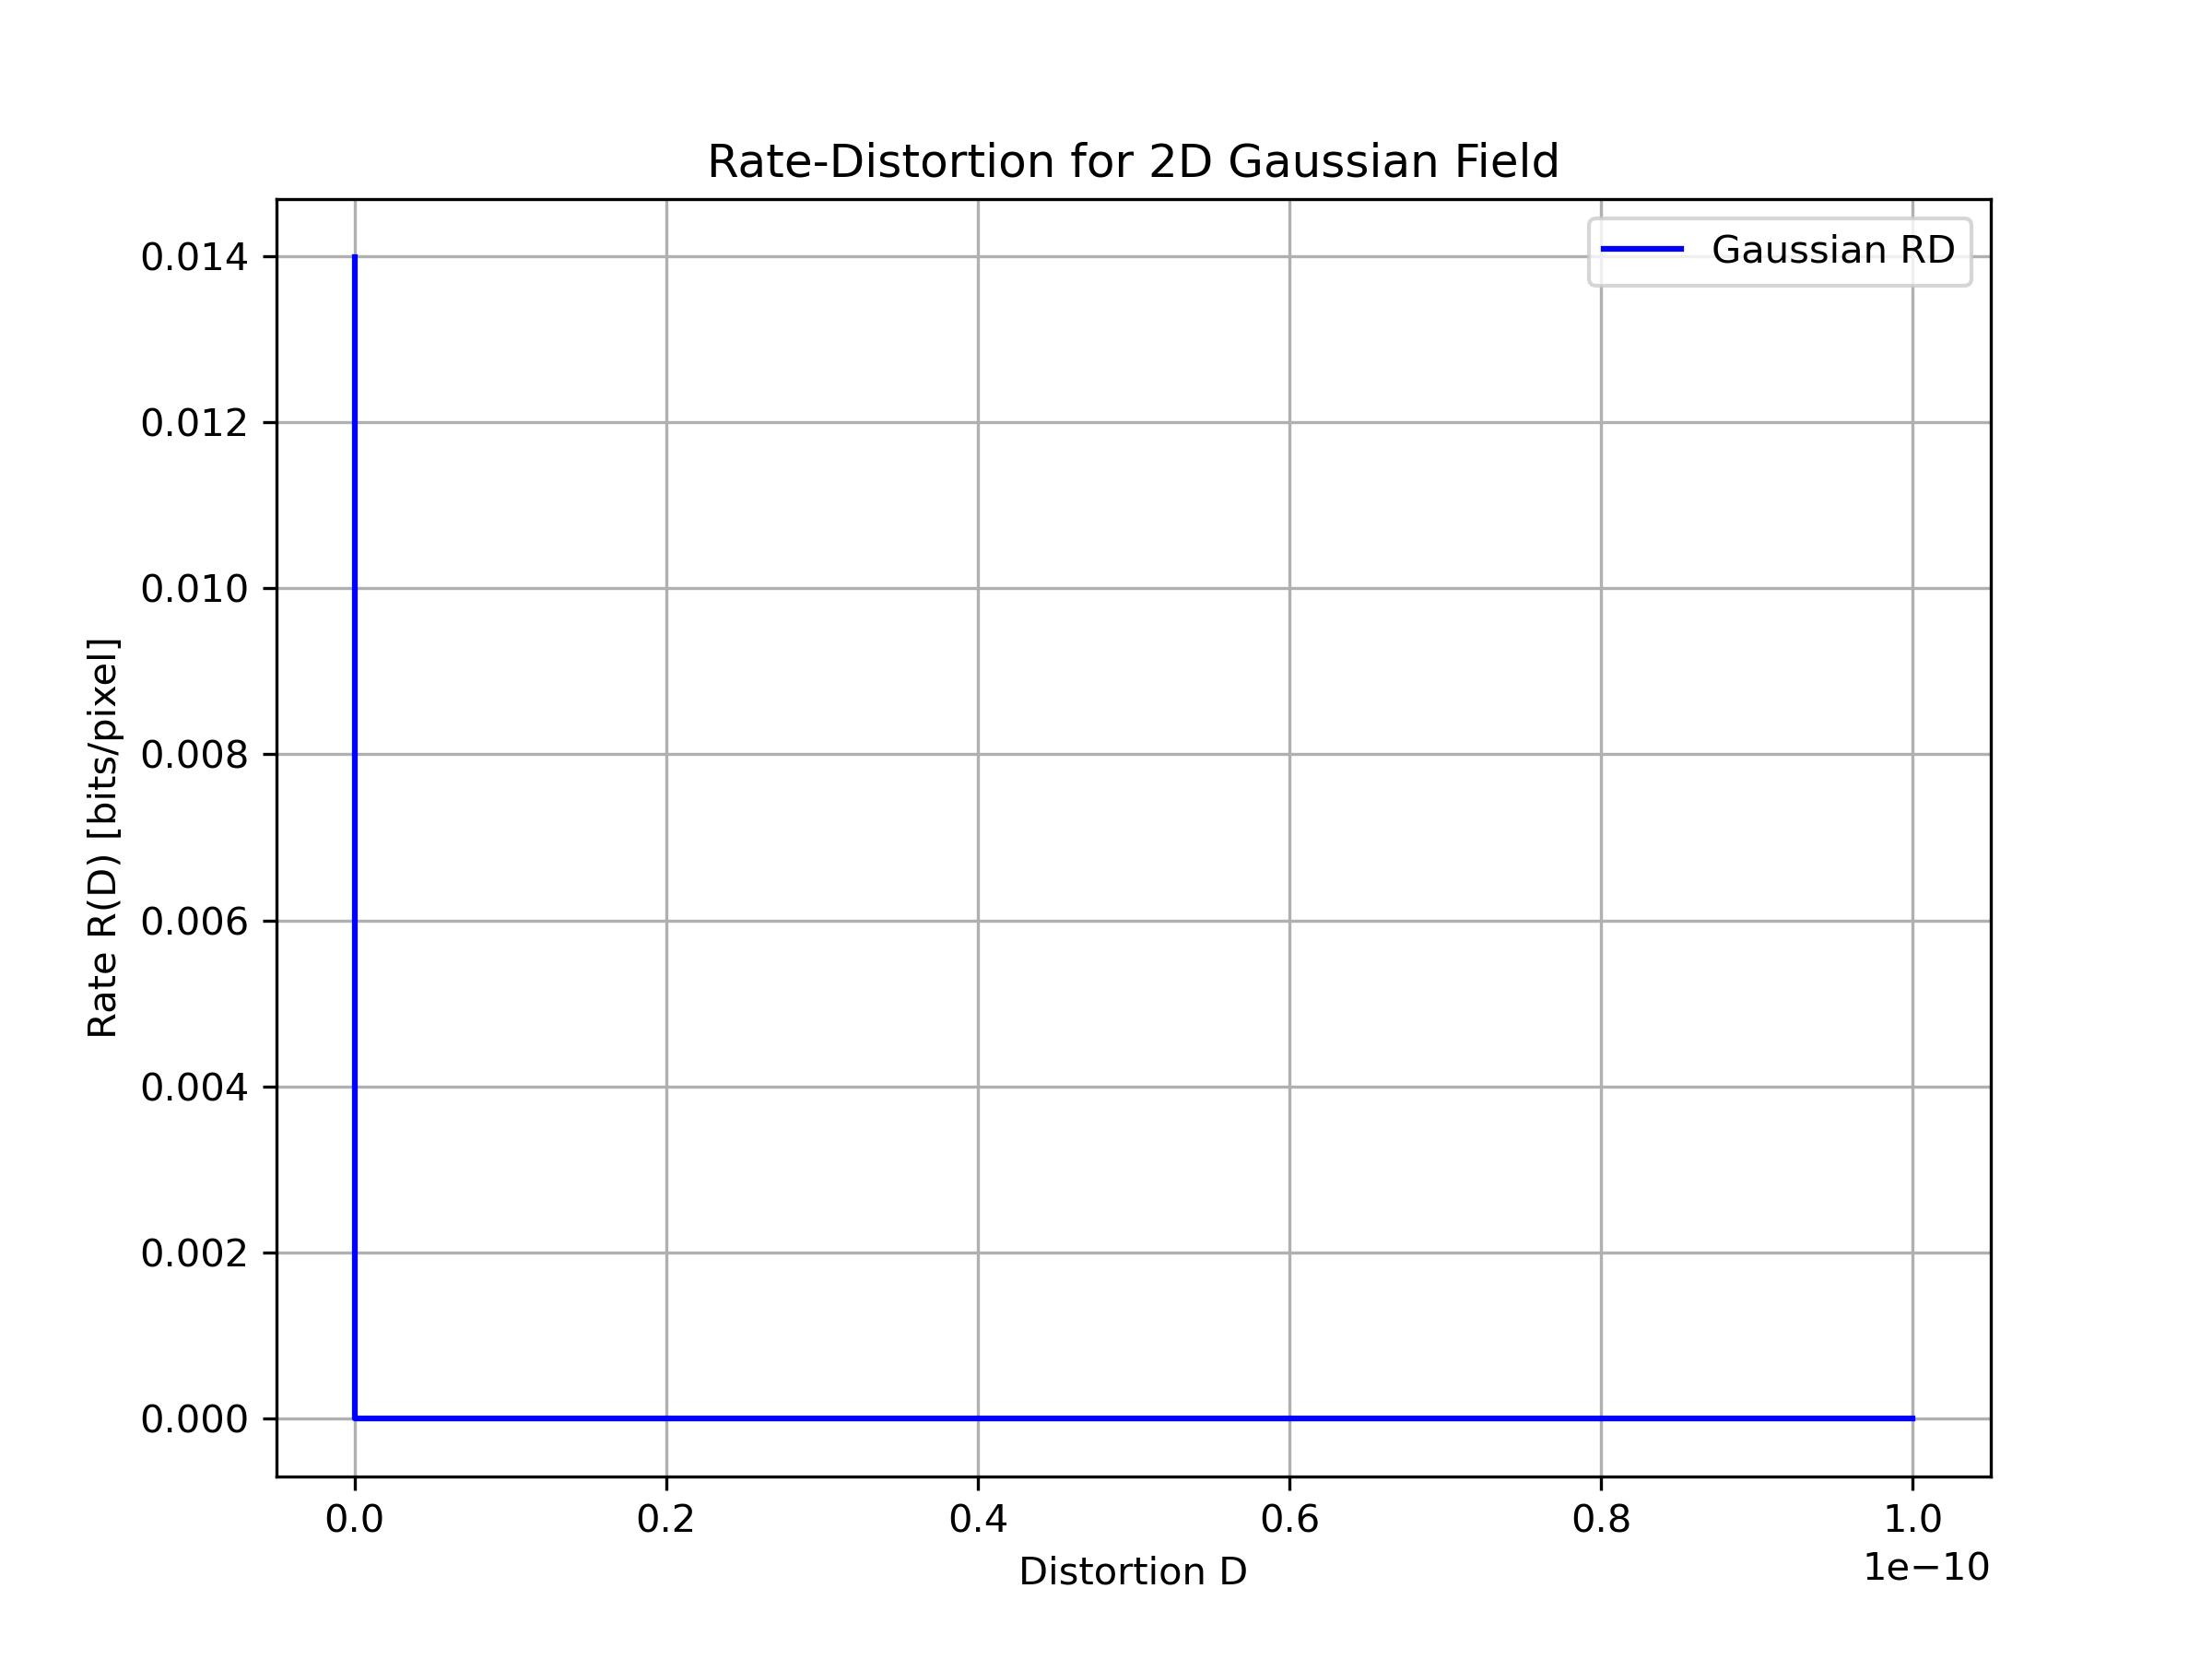 Rate-Distortion for 2D Gaussian Field
Gaussian RD
0.014
0.012
0.010
0.008
0.006
0.004
0.002
0.000
Rate R(D) [bits/pixel]
0.0 0.2 0.4 0.6 0.8 1.0
1e−10
Distortion D